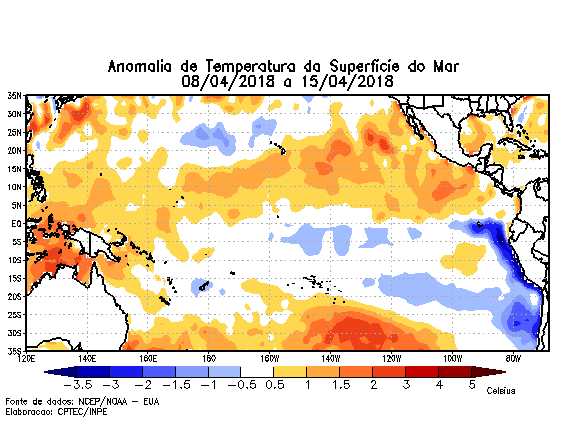 Anomalia de Temperatura da Superfície do Mar
08/04/2018 a 15/04/2018
35N
30N
25N
20N
15N
10N
5N
EQ
5S
10S
15S
20S
25S
30S
35S
120E 140E 160E 180% 160W 140W 120W 100W 80W
-3.5 -3 -2 -1.5 -1 -0.5 0.5 1 1.5 2 3 4 5
Celsius
Fonte de dados: NCEP/NOAA - EUA
Elaboracao: CPTEC/INPE